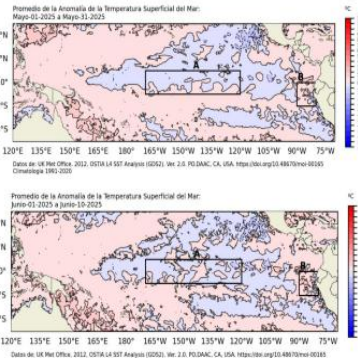 Promedio de la Anomalía de la Temperatura Superficial del Mar:
Mayo-01-2025 a Mayo-31-2025
°C
°N
°N
0°
°S
°S
A
B
120°E 135°E 150°E 165°E 180° 165°W 150°W 135°W 120°W 105°W 90°W 75°W
Datos de: UK Met Office. 2012. OSTIA L4 SST Analysis (GDS2). Ver. 2.0. PO.DAAC, CA, USA. https://doi.org/10.48670/moi-00165
Climatología 1991-2020
Promedio de la Anomalía de la Temperatura Superficial del Mar:
Junio-01-2025 a Junio-10-2025
°C
N
N
0°
S
S
A
B
120°E 135°E 150°E 165°E 180° 165°W 150°W 135°W 120°W 105°W 90°W 75°W
Datos de: UK Met Office. 2012. OSTIA L4 SST Analysis (GDS2). Ver. 2.0. PO.DAAC, CA, USA. https://doi.org/10.48670/moi-00165